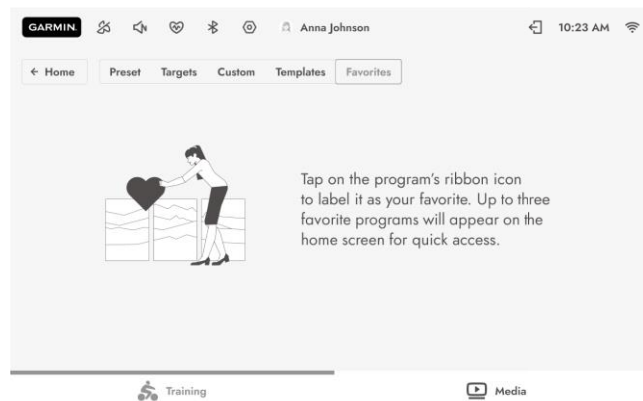 GARMIN. Anna Johnson 10:23 AM
← Home Preset Targets Custom Templates Favorites
Tap on the program's ribbon icon
to label it as your favorite. Up to three
favorite programs will appear on the
home screen for quick access.
Training Media